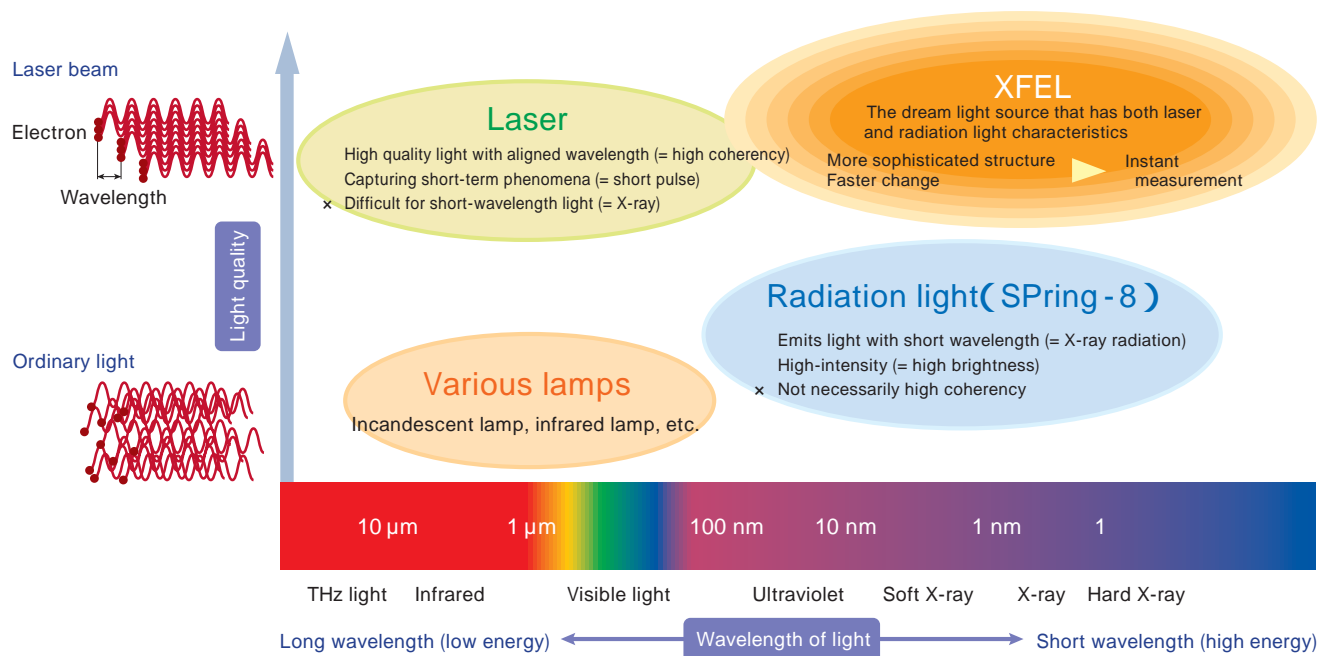 Laser beam
Electron
Wavelength
Light quality
Ordinary light
Laser
High quality light with aligned wavelength (= high coherency)
Capturing short-term phenomena (= short pulse)
× Difficult for short-wavelength light (= X-ray)
XFEL
The dream light source that has both laser
and radiation light characteristics
More sophisticated structure
Faster change
Instant
measurement
Radiation light(SPring-8)
Emits light with short wavelength (= X-ray radiation)
High-intensity (= high brightness)
× Not necessarily high coherency
Various lamps
Incandescent lamp, infrared lamp, etc.
10 µm 1 µm 100 nm 10 nm 1 nm 1
THz light Infrared Visible light Ultraviolet Soft X-ray X-ray Hard X-ray
Long wavelength (low energy) Wavelength of light Short wavelength (high energy)